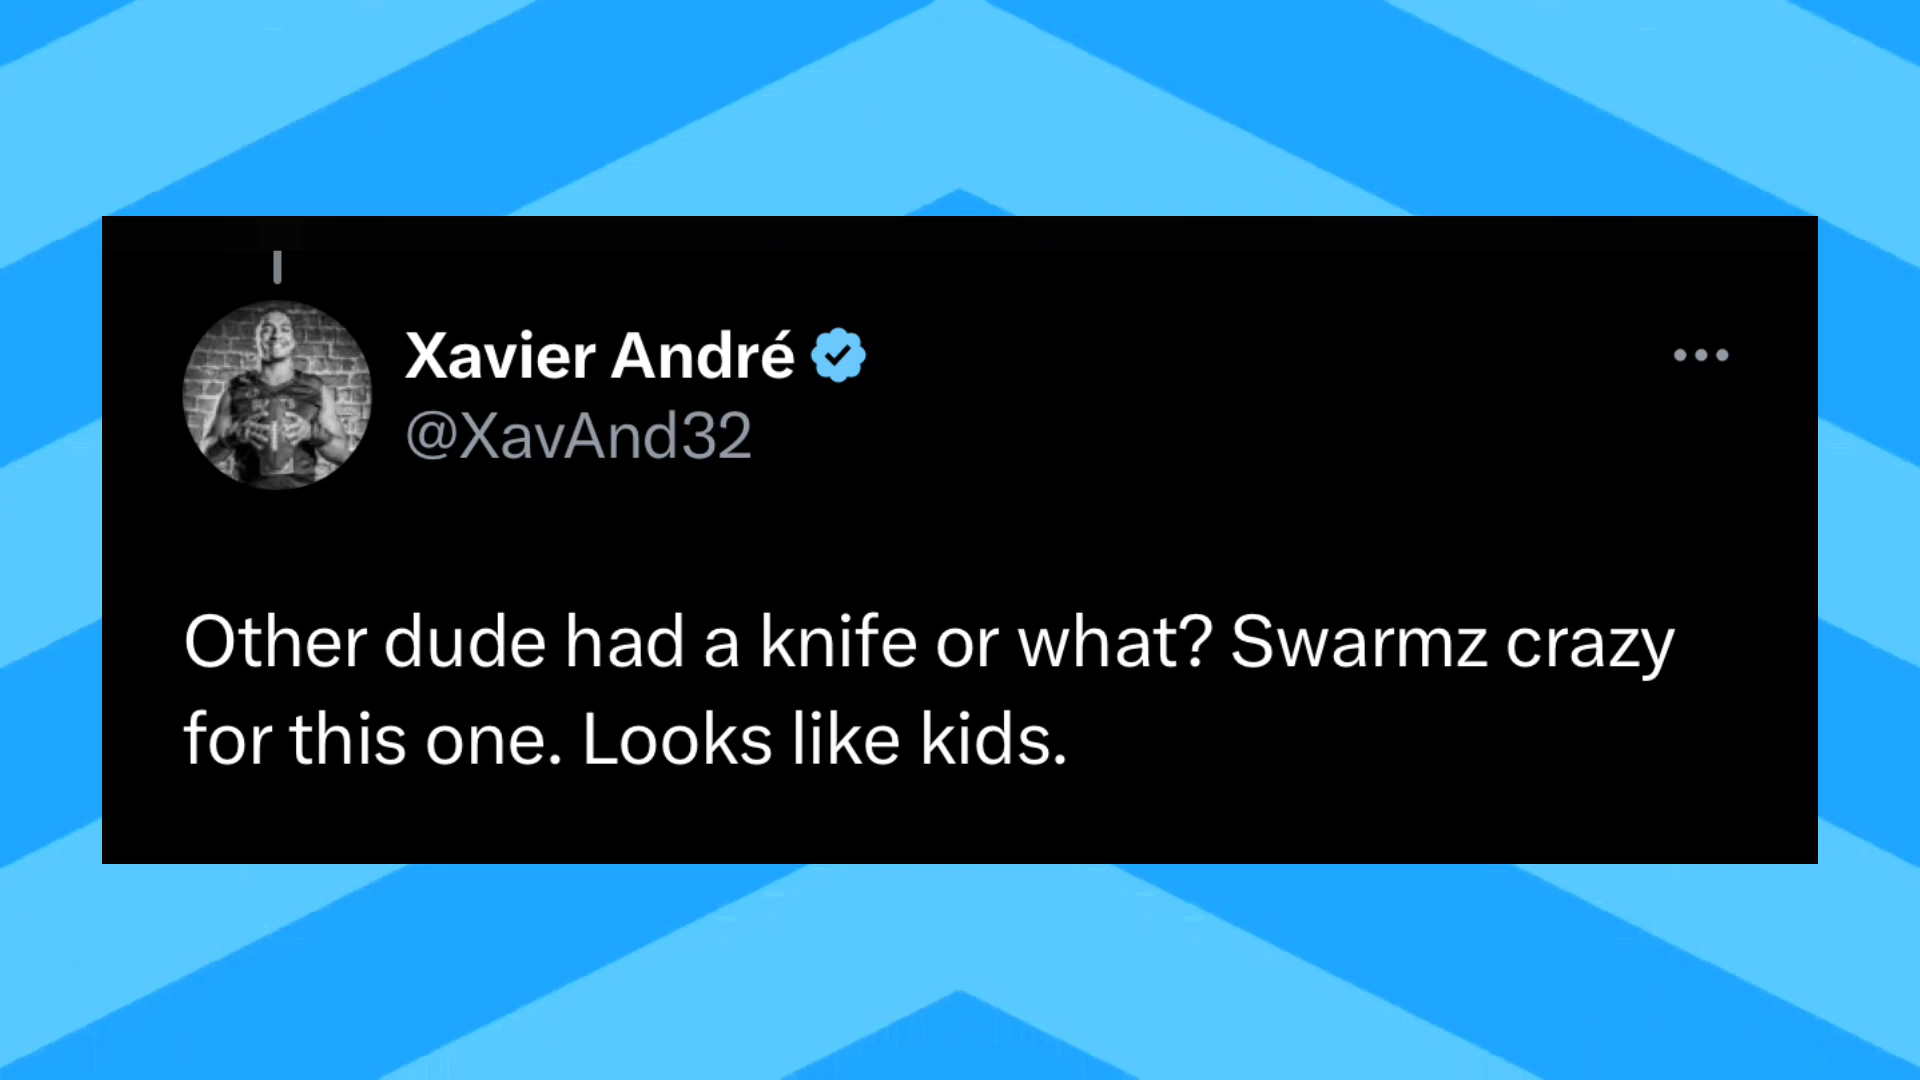 Xavier André
@XavAnd32
Other dude had a knife or what? Swarmz crazy
for this one. Looks like kids.